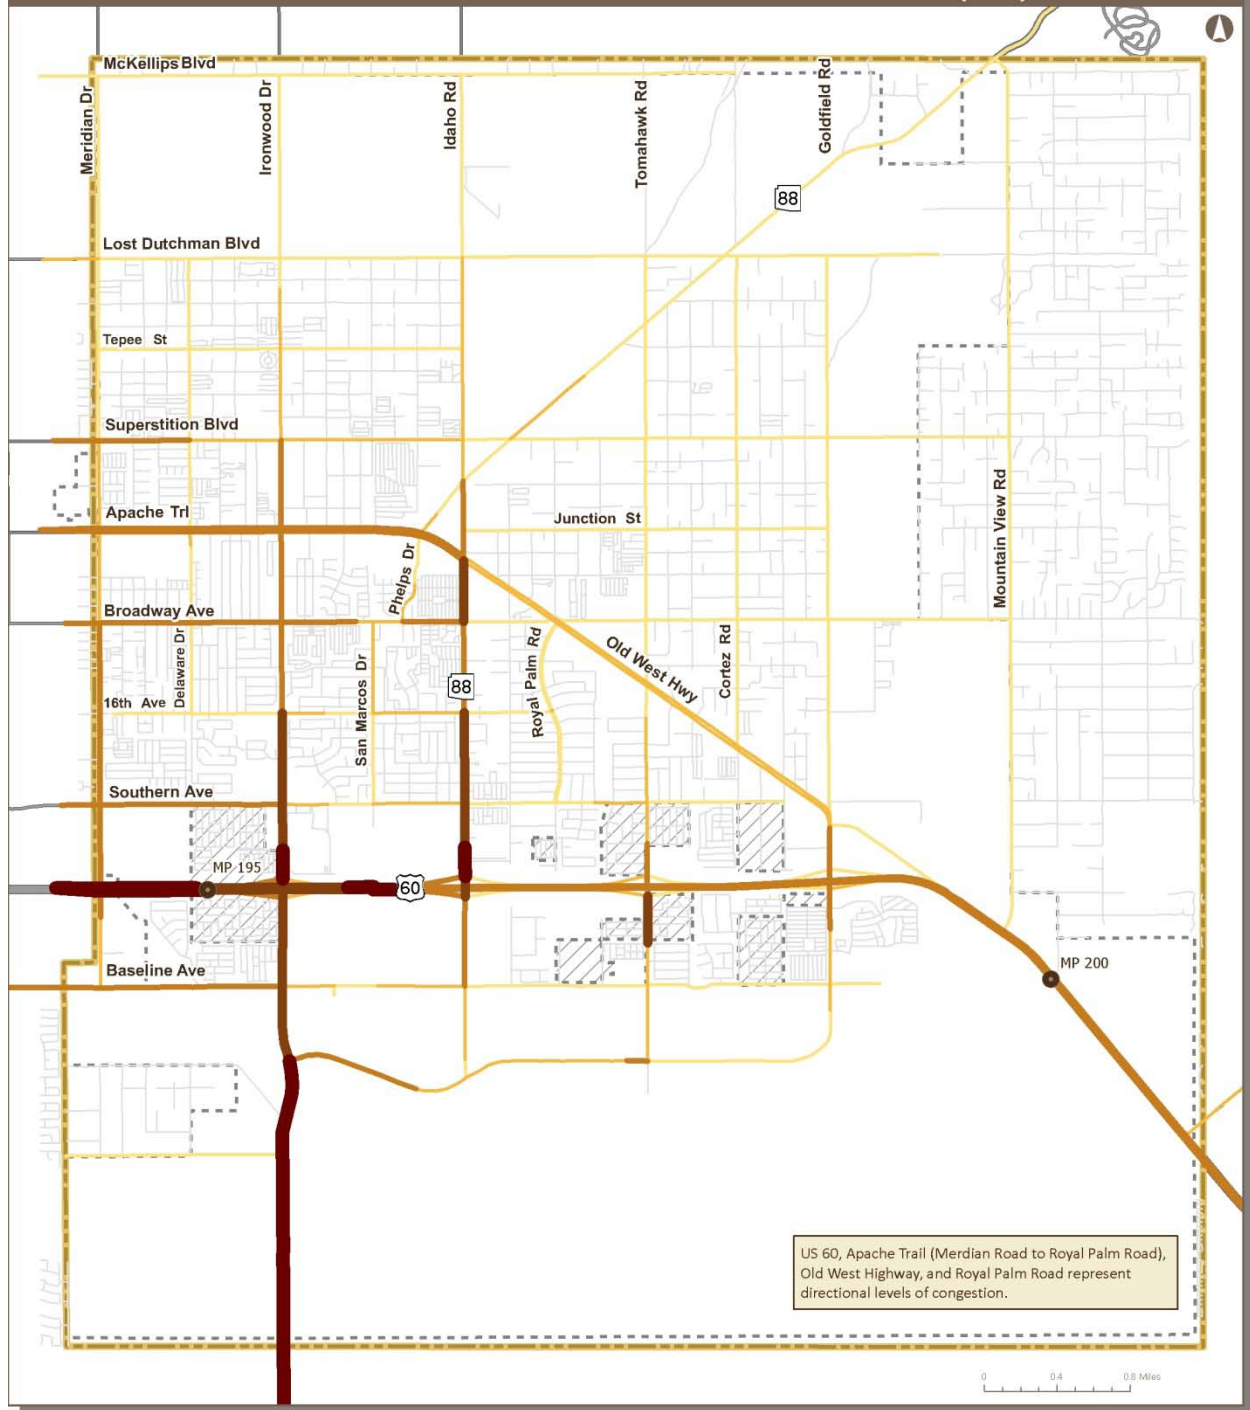 McKellips Blvd
Meridian Dr
Ironwood Dr
Idaho Rd
Tomahawk Rd
Goldfield Rd
88
Lost Dutchman Blvd
Tepee St
Superstition Blvd
Apache Trl
Junction St
Mountain View Rd
Phelps Dr
Broadway Ave
Delaware Dr
San Marcos Dr
88
Royal Palm Rd
Old West Hwy
Cortez Rd
16th Ave
Southern Ave
MP 195
60
Baseline Ave
MP 200
US 60, Apache Trail (Merdian Road to Royal Palm Road),
Old West Highway, and Royal Palm Road represent
directional levels of congestion.
0 0.4 0.8 Miles